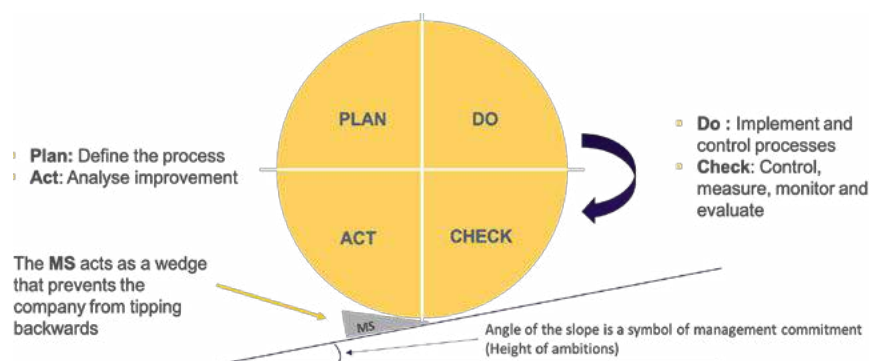 PLAN
DO
ACT
CHECK
Plan: Define the process
Act: Analyse improvement
Do : Implement and
control processes
Check: Control,
measure, monitor and
evaluate
The MS acts as a wedge
that prevents the
company from tipping
backwards
MS
Angle of the slope is a symbol of management commitment
(Height of ambitions)